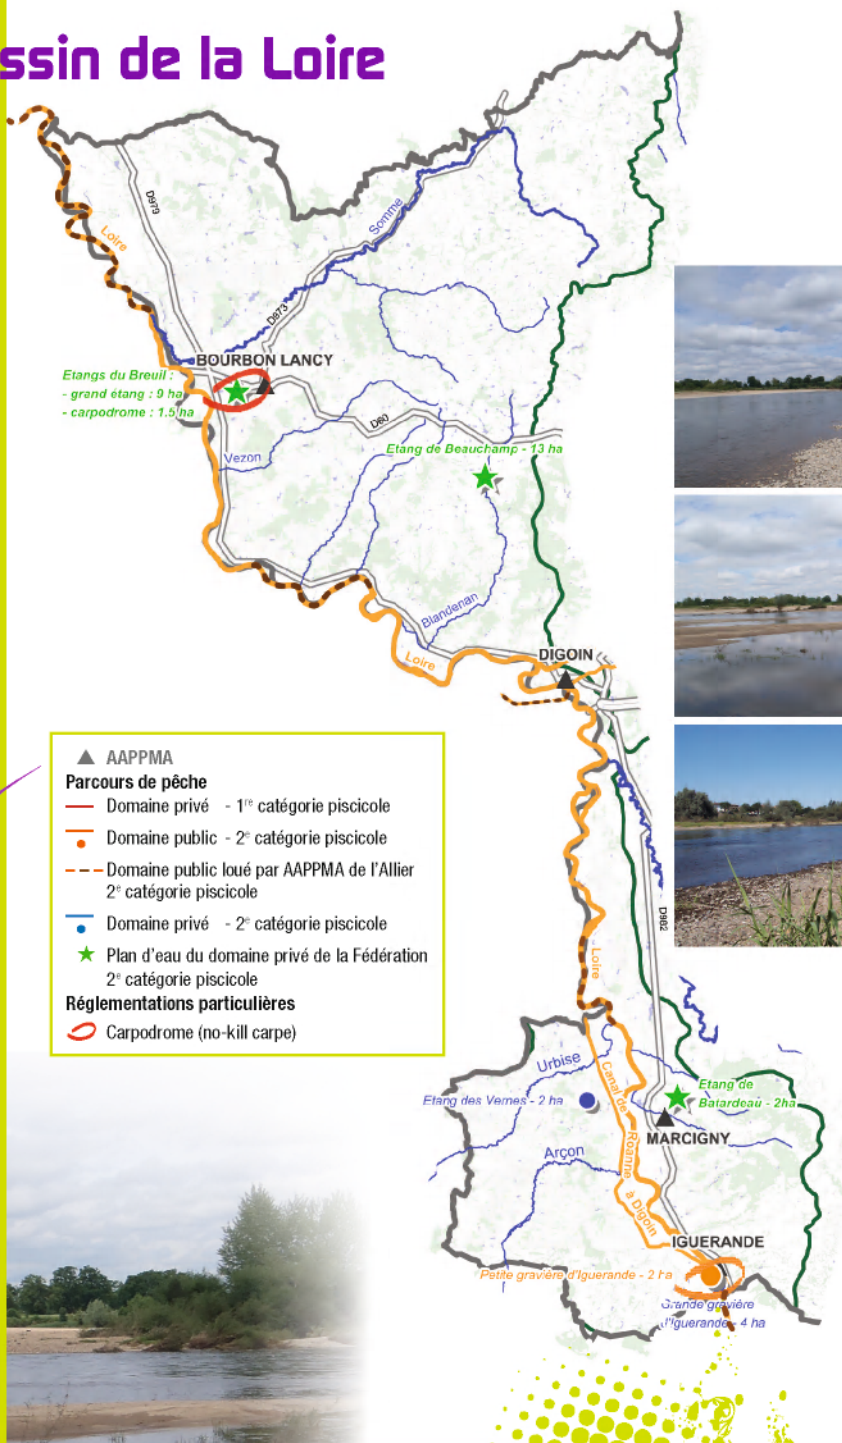 ssin de la Loire
D979
Loire
Somme
D973
BOURBON LANCY
Etangs du Breuil :
- grand étang : 9 ha
- carpodrome : 1.5 ha
D60
Etang de Beauchamp - 13 ha
Vezon
Blandenan
Loire
DIGOIN
▲ AAPPMA
Parcours de pêche
Domaine privé - 1re catégorie piscicole
Domaine public - 2e catégorie piscicole
Domaine public loué par AAPPMA de l'Allier
2e catégorie piscicole
Domaine privé - 2e catégorie piscicole
Plan d'eau du domaine privé de la Fédération
2e catégorie piscicole
Réglementations particulières
Carpodrome (no-kill carpe)
D982
Loire
Urbise
Canal de Roanne à Digoin
Etang des Vernes - 2 ha
Etang de
Batardeau - 2ha
MARCIGNY
Arçon
IGUERANDE
Petite gravière d'Iguerande - 2 ha
Grande gravière
d'Iguerande - 4 ha